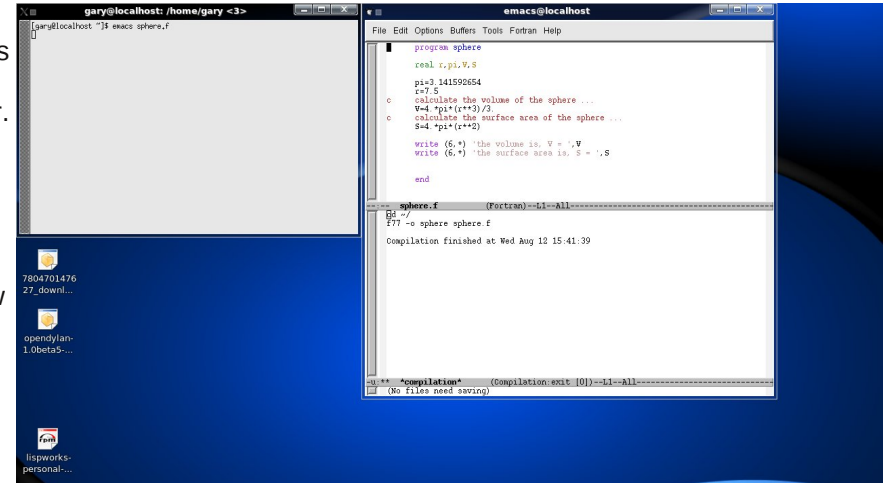 gary@localhost: /home/gary <3>
[gary@localhost ~]$ emacs sphere.f
s
r.
w
7804701476
27_downl...
opendylan-
1.0beta5-...
rpm
lispworks-
personal-...
emacs@localhost
File Edit Options Buffers Tools Fortran Help
program sphere
real r,pi,V,S
pi=3.141592654
r=7.5
c calculate the volume of the sphere ...
V=4.*pi*(r**3)/3.
c calculate the surface area of the sphere ...
S=4.*pi*(r**2)
write (6,*) 'the volume is, V = ',V
write (6,*) 'the surface area is, S = ',S
end
--:-- sphere.f (Fortran)--L1--All----
cd ~/
f77 -o sphere sphere.f
Compilation finished at Wed Aug 12 15:41:39
-u:** *compilation* (Compilation:exit [0])--L1--All----
(No files need saving)